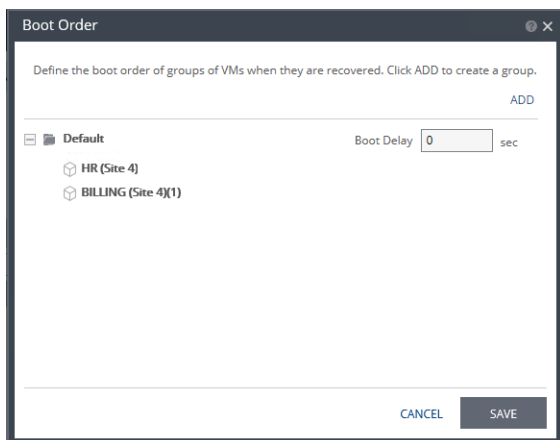 Boot Order
Define the boot order of groups of VMs when they are recovered. Click ADD to create a group.
ADD
Default Boot Delay 0 sec
HR (Site 4)
BILLING (Site 4)(1)
CANCEL SAVE